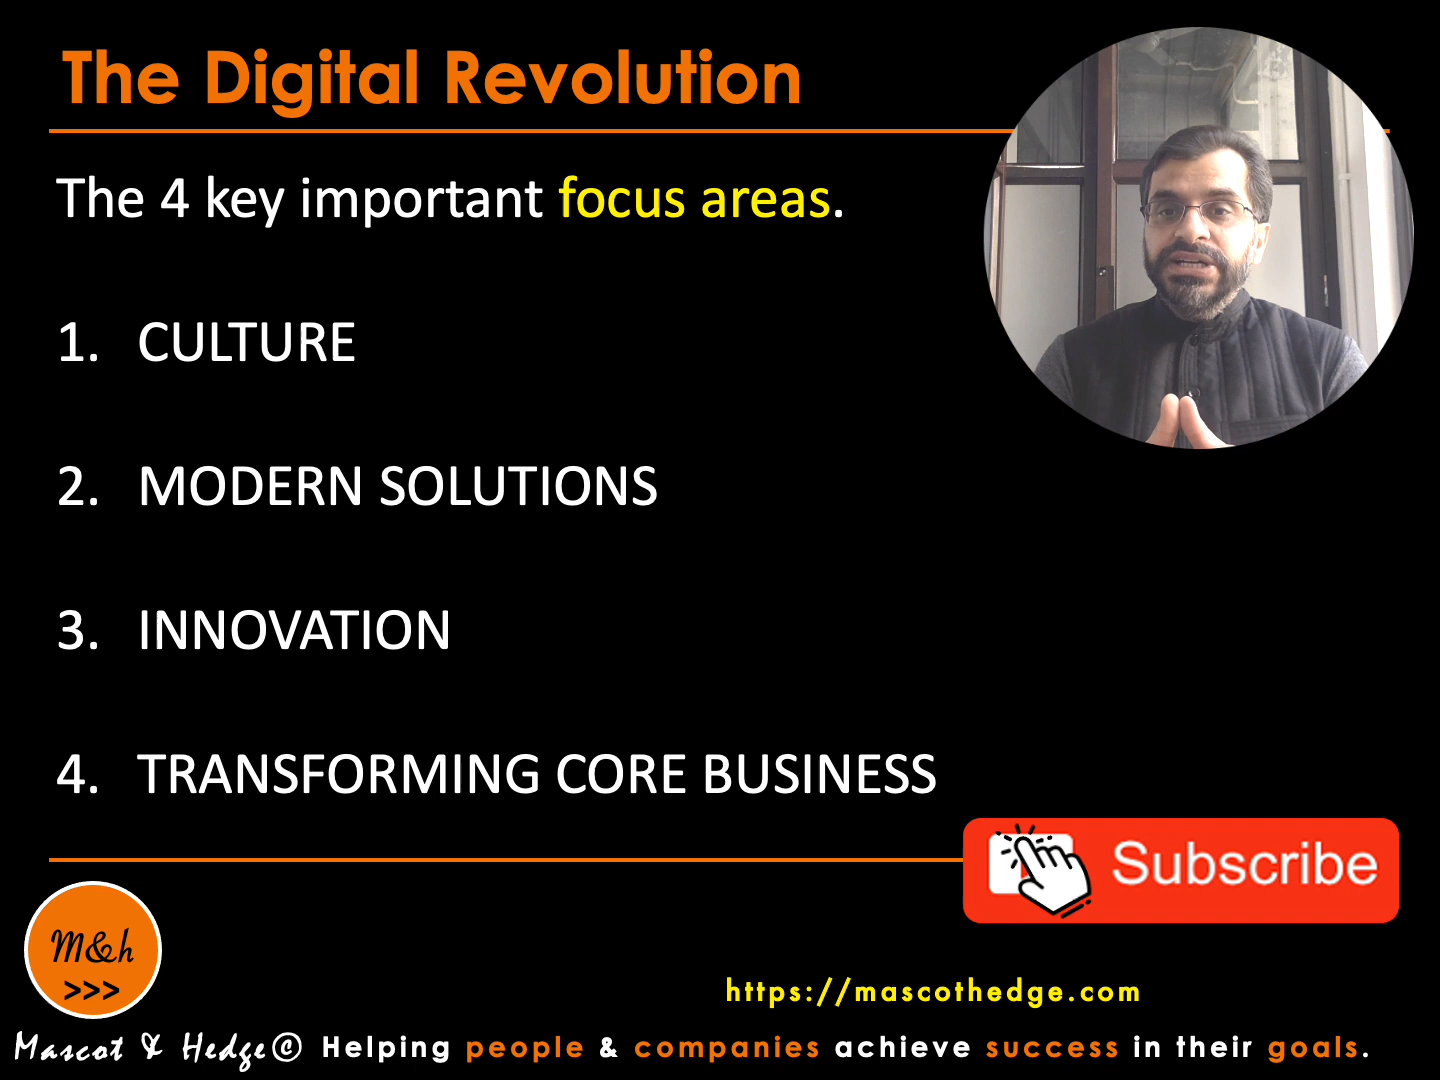 The Digital Revolution
The 4 key important focus areas.
1. CULTURE
2. MODERN SOLUTIONS
3. INNOVATION
4. TRANSFORMING CORE BUSINESS
Subscribe
M&h
>>>
https://mascothedge.com
Mascot & Hedge© Helping people & companies achieve success in their goals.